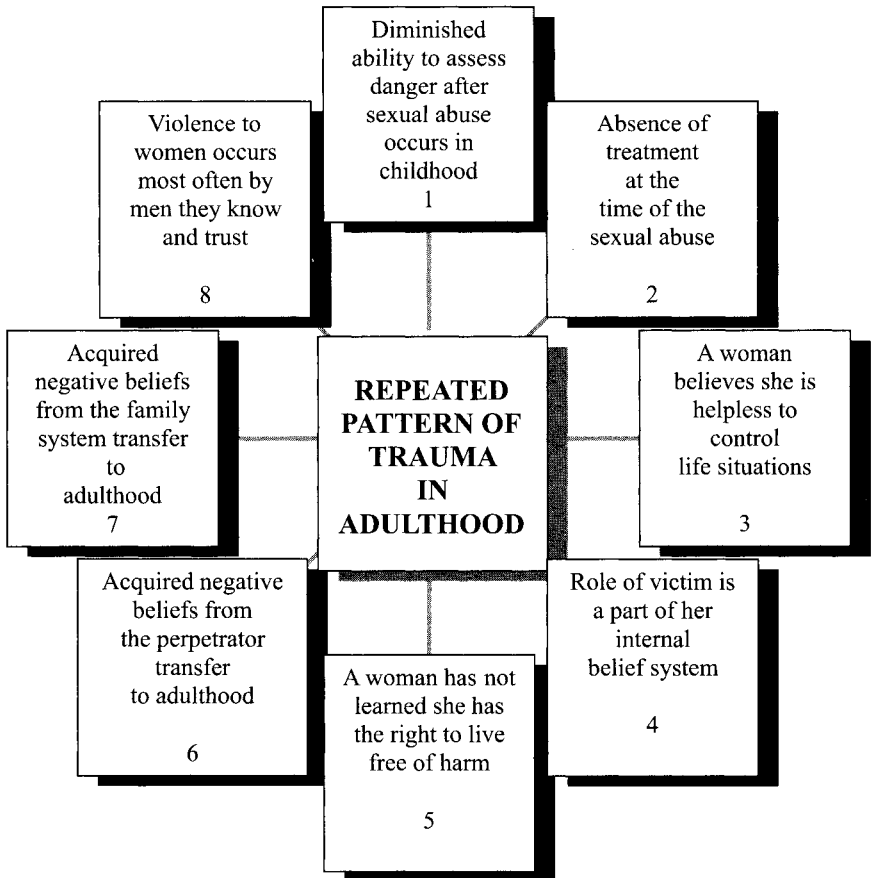 Diminished
ability to assess
danger after
sexual abuse
occurs in
childhood
1
Absence of
treatment
at the
time of the
sexual abuse
2
A woman
believes she is
helpless to
control
life situations
3
Role of victim is
a part of her
internal
belief system
4
A woman has not
learned she has
the right to live
free of harm
5
Acquired negative
beliefs from
the perpetrator
transfer
to adulthood
6
Acquired
negative beliefs
from the family
system transfer
to
adulthood
7
Violence to
women occurs
most often by
men they know
and trust
8
REPEATED
PATTERN OF
TRAUMA
IN
ADULTHOOD